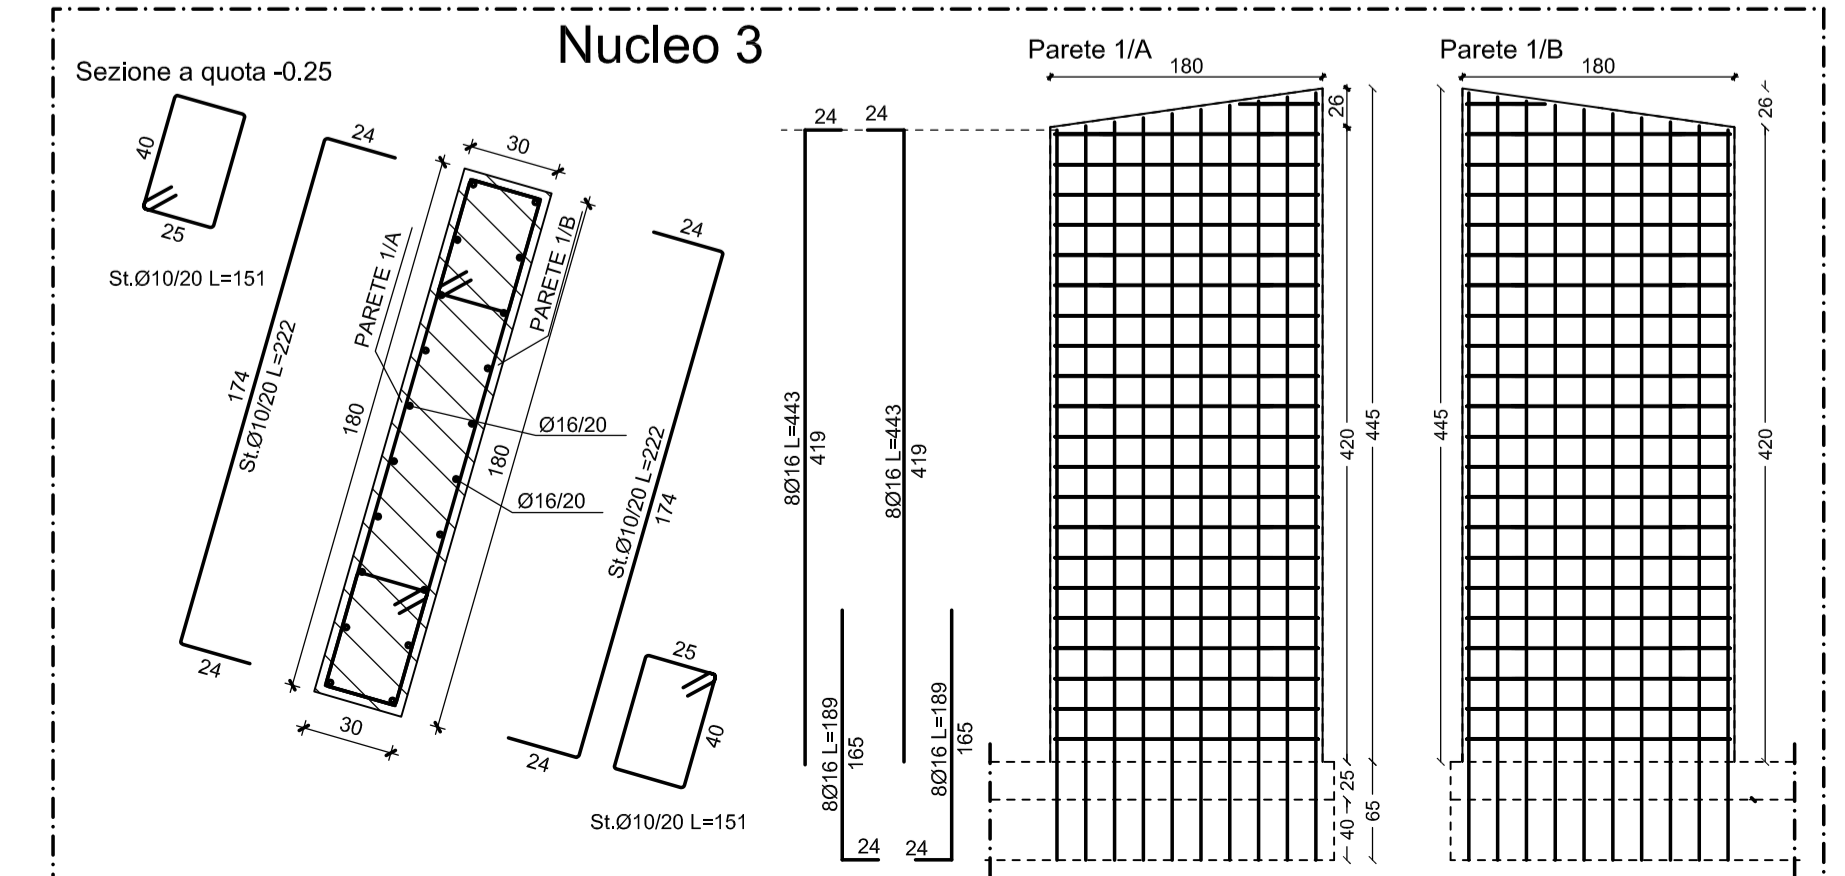 Nucleo 3
Sezione a quota -0.25
40
25
St.Ø10/20 L=151
24
174
St.Ø10/20 L=222
24
30
PARETE 1/A
180
PARETE 1/B
180
Ø16/20
Ø16/20
30
24
St.Ø10/20 L=222
174
24
25
40
St.Ø10/20 L=151
24
24
8Ø16 L=443
419
8Ø16 L=443
419
8Ø16 L=189
165
8Ø16 L=189
165
24
24
Parete 1/A
180
26
420
445
25
40
65
Parete 1/B
180
26
445
420